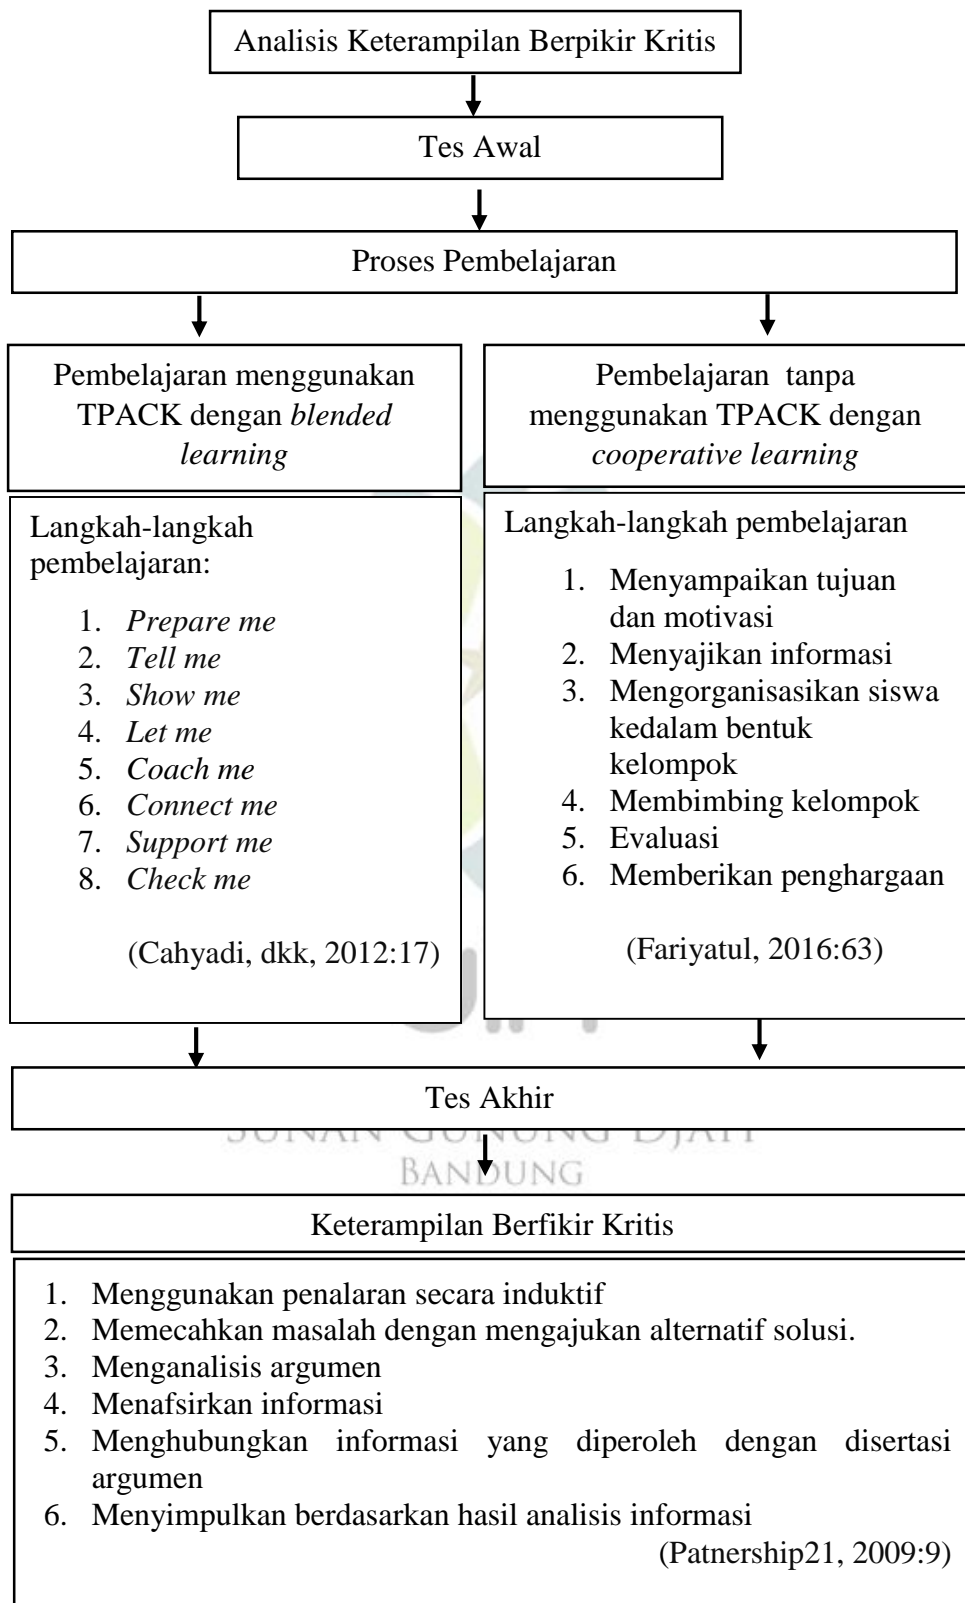 Analisis Keterampilan Berpikir Kritis
Tes Awal
Proses Pembelajaran
Pembelajaran menggunakan
TPACK dengan blended
learning
Langkah-langkah
pembelajaran:
1. Prepare me
2. Tell me
3. Show me
4. Let me
5. Coach me
6. Connect me
7. Support me
8. Check me
(Cahyadi, dkk, 2012:17)
Pembelajaran tanpa
menggunakan TPACK dengan
cooperative learning
Langkah-langkah pembelajaran
1. Menyampaikan tujuan
dan motivasi
2. Menyajikan informasi
3. Mengorganisasikan siswa
kedalam bentuk
kelompok
4. Membimbing kelompok
5. Evaluasi
6. Memberikan penghargaan
(Fariyatul, 2016:63)
Tes Akhir
SUNAN GUNUNG DJATI
BANDUNG
Keterampilan Berfikir Kritis
1. Menggunakan penalaran secara induktif
2. Memecahkan masalah dengan mengajukan alternatif solusi.
3. Menganalisis argumen
4. Menafsirkan informasi
5. Menghubungkan informasi yang diperoleh dengan disertasi
argumen
6. Menyimpulkan berdasarkan hasil analisis informasi
(Patnership21, 2009:9)